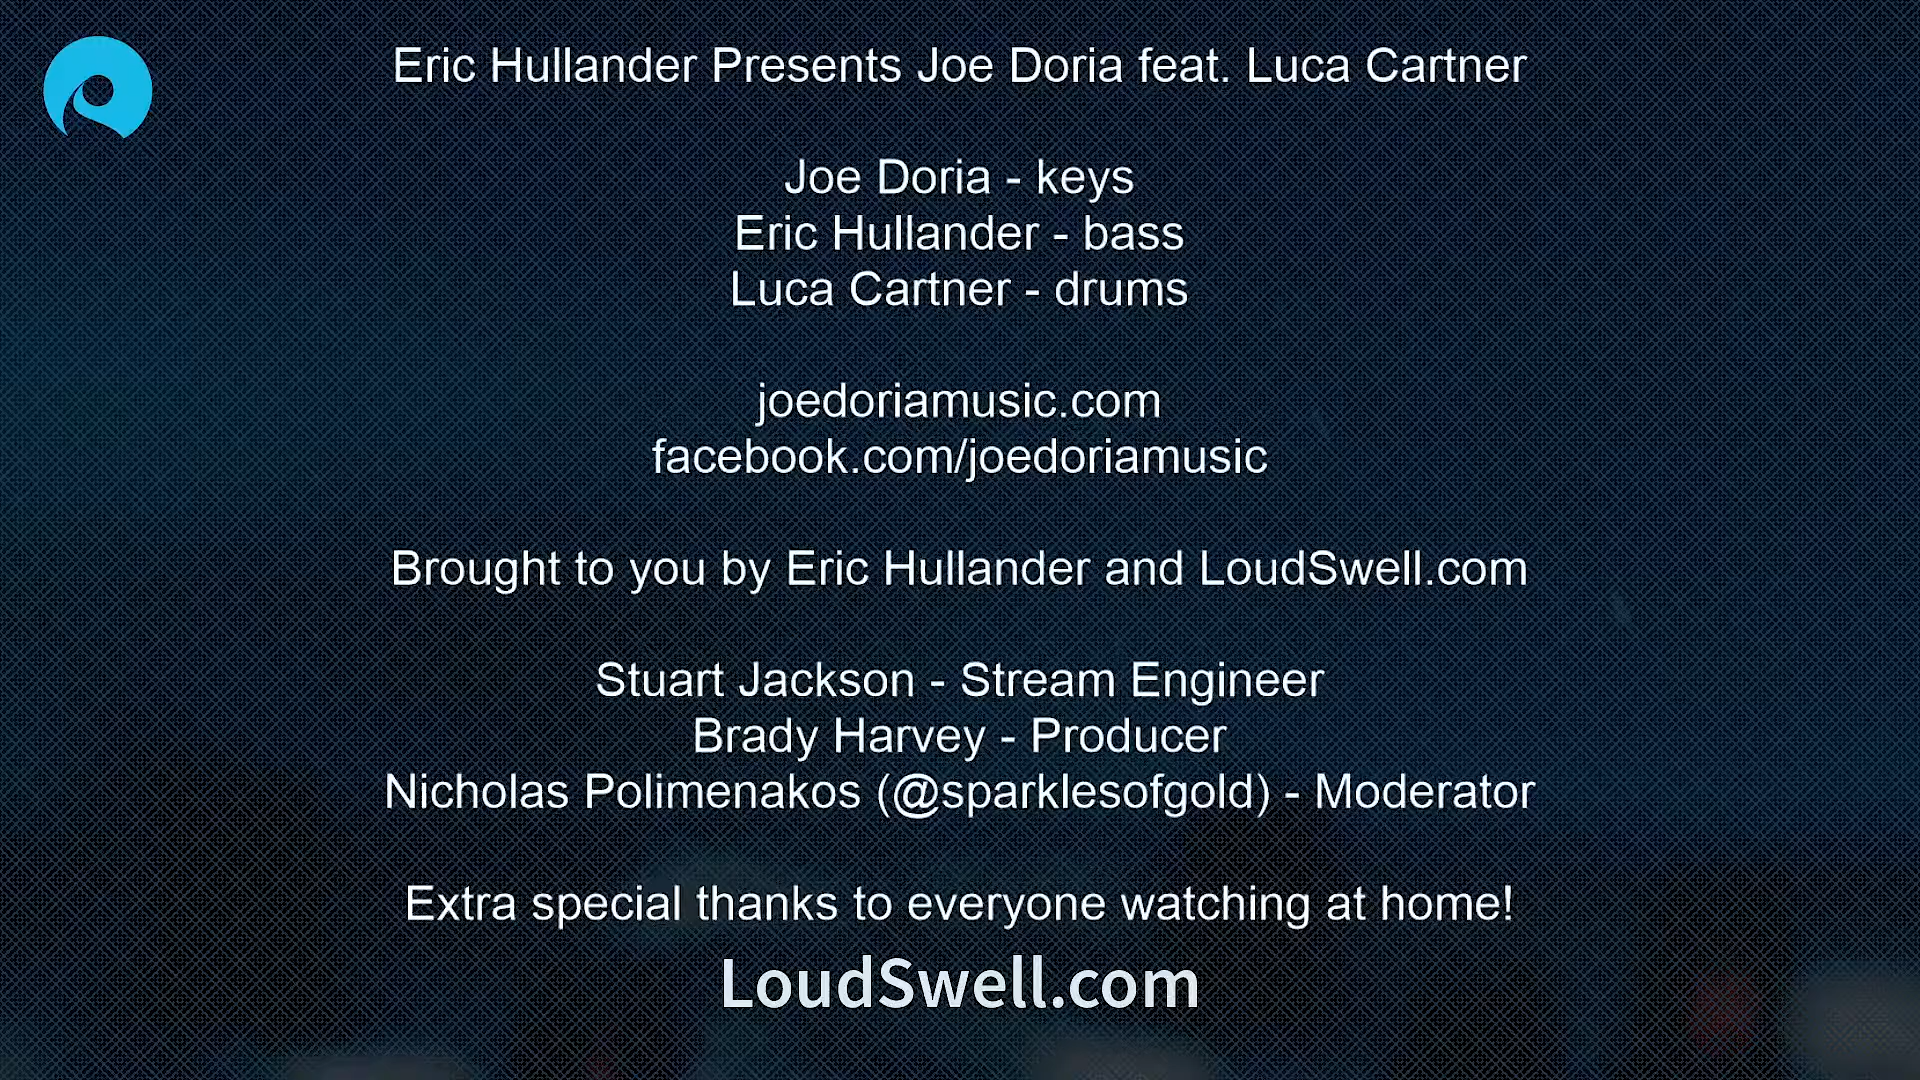 Eric Hullander Presents Joe Doria feat. Luca Cartner
Joe Doria - keys
Eric Hullander - bass
Luca Cartner - drums
joedoriamusic.com
facebook.com/joedoriamusic
Brought to you by Eric Hullander and LoudSwell.com
Stuart Jackson - Stream Engineer
Brady Harvey - Producer
Nicholas Polimenakos (@sparklesofgold) - Moderator
Extra special thanks to everyone watching at home!
LoudSwell.com